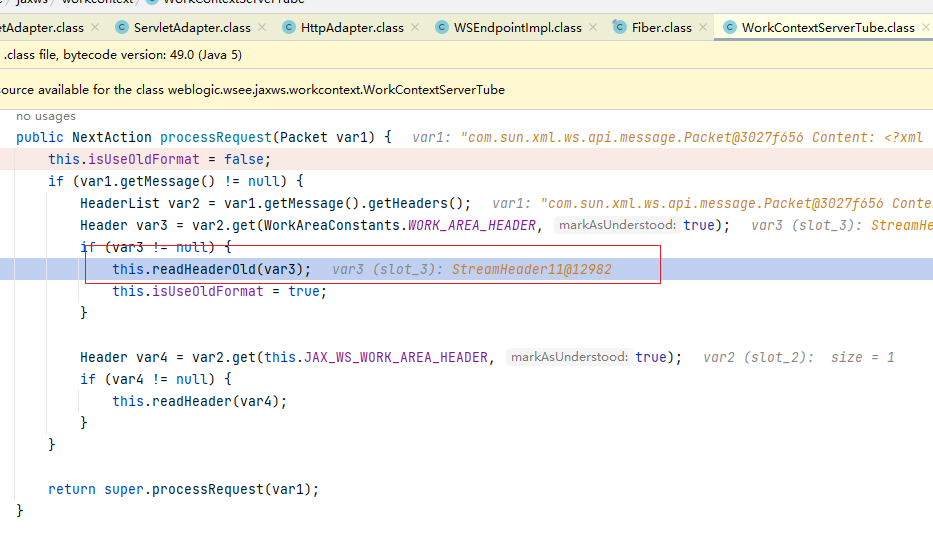 jaxws workcontext WorkContextServerTube
etAdapter.class ServletAdapter.class HttpAdapter.class WSEndpointImpl.class Fiber.class WorkContextServerTube.class
.class file, bytecode version: 49.0 (Java 5)
ource available for the class weblogic.wsee.jaxws.workcontext.WorkContextServerTube
no usages
public NextAction processRequest(Packet var1) { var1: "com.sun.xml.ws.api.message.Packet@3027f656 Content: <?xml
this.isUseOldFormat = false;
if (var1.getMessage() != null) {
HeaderList var2 = var1.getMessage().getHeaders(); var1: "com.sun.xml.ws.api.message.Packet@3027f656 Conte
Header var3 = var2.get(WorkAreaConstants.WORK_AREA_HEADER, markAsUnderstood: true); var3 (slot_3): StreamHe
if (var3 != null) {
this.readHeaderOld(var3); var3 (slot_3): StreamHeader11@12982
this.isUseOldFormat = true;
}
Header var4 = var2.get(this.JAX_WS_WORK_AREA_HEADER, markAsUnderstood: true); var2 (slot_2): size = 1
if (var4 != null) {
this.readHeader(var4);
}
}
return super.processRequest(var1);
}